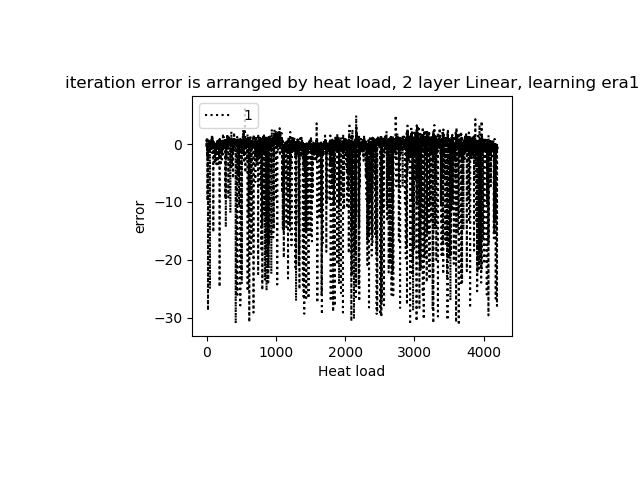 iteration error is arranged by heat load, 2 layer Linear, learning era1
1
0
−10
−20
−30
error
0 1000 2000 3000 4000
Heat load